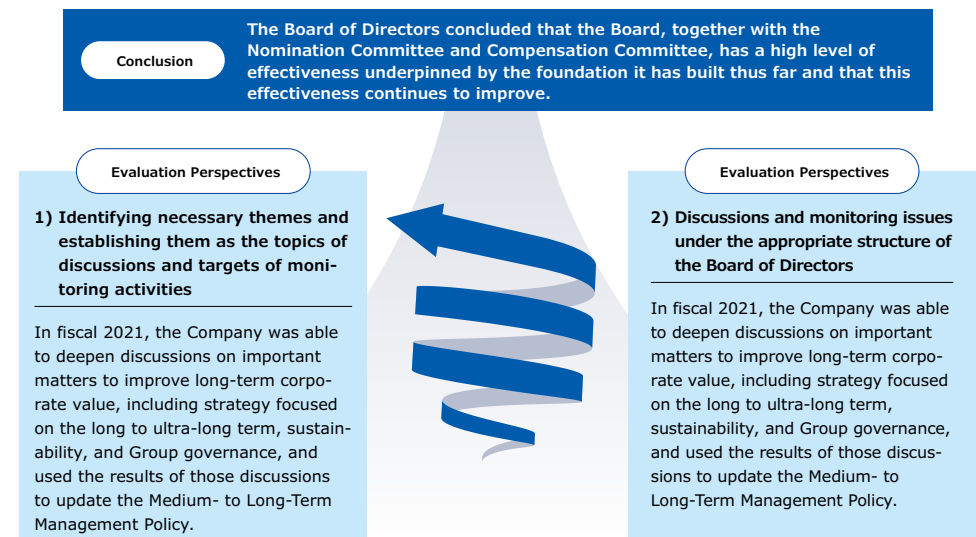 Conclusion
The Board of Directors concluded that the Board, together with the
Nomination Committee and Compensation Committee, has a high level of
effectiveness underpinned by the foundation it has built thus far and that this
effectiveness continues to improve.
Evaluation Perspectives
1) Identifying necessary themes and
establishing them as the topics of
discussions and targets of moni-
toring activities
In fiscal 2021, the Company was able
to deepen discussions on important
matters to improve long-term corpo-
rate value, including strategy focused
on the long to ultra-long term, sustain-
ability, and Group governance, and
used the results of those discussions
to update the Medium- to Long-Term
Management Policy.
Evaluation Perspectives
2) Discussions and monitoring issues
under the appropriate structure of
the Board of Directors
In fiscal 2021, the Company was able
to deepen discussions on important
matters to improve long-term corpo-
rate value, including strategy focused
on the long to ultra-long term,
sustainability, and Group governance,
and used the results of those discus-
sions to update the Medium- to
Long-Term Management Policy.